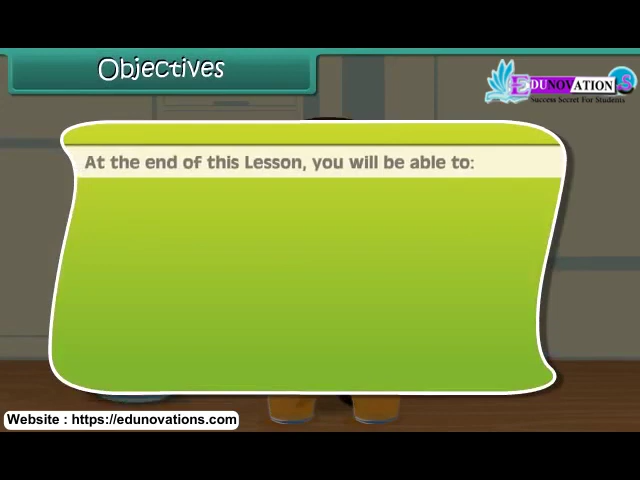 Objectives
EDUNOVATIONS
Success Secret For Students
At the end of this Lesson, you will be able to:
Website : https://edunovations.com